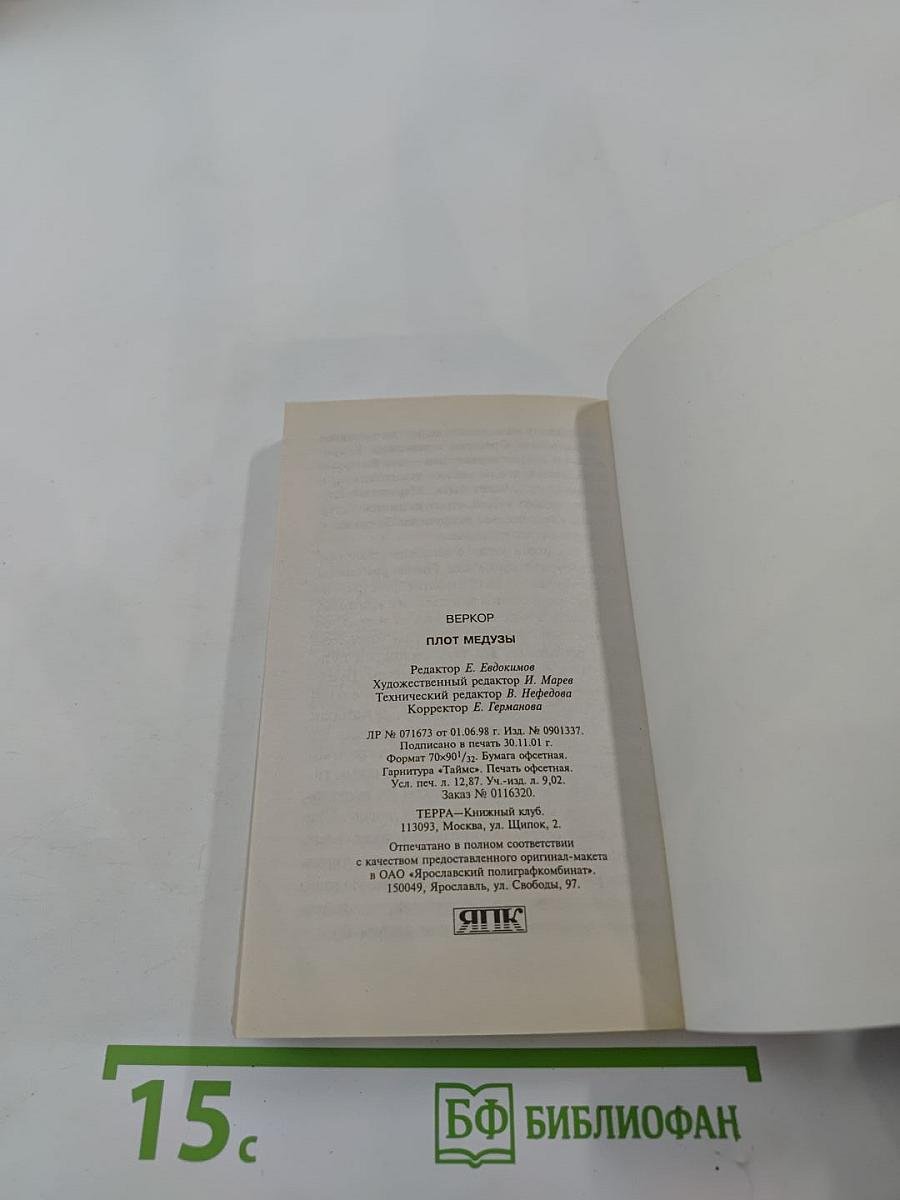 ВЕРКОР
ПЛОТ МЕДУЗЫ
Редактор Е. Евдокимов
Художественный редактор И. Марев
Технический редактор В. Нефедова
Корректор Е. Германова
ЛР № 071673 от 01.06.98 г. Изд. № 0901337.
Подписано в печать 30.11.01 г.
Формат 70×90¹/₃₂. Бумага офсетная.
Гарнитура «Таймс». Печать офсетная.
Усл. печ. л. 12,87. Уч.-изд. л. 9,02.
Заказ № 0116320.
ТЕРРА—Книжный клуб.
113093, Москва, ул. Щипок, 2.
Отпечатано в полном соответствии
с качеством предоставленного оригинал-макета
в ОАО «Ярославский полиграфкомбинат».
150049, Ярославль, ул. Свободы, 97.
ЯПК
15 с
БФ БИБЛИОФАН